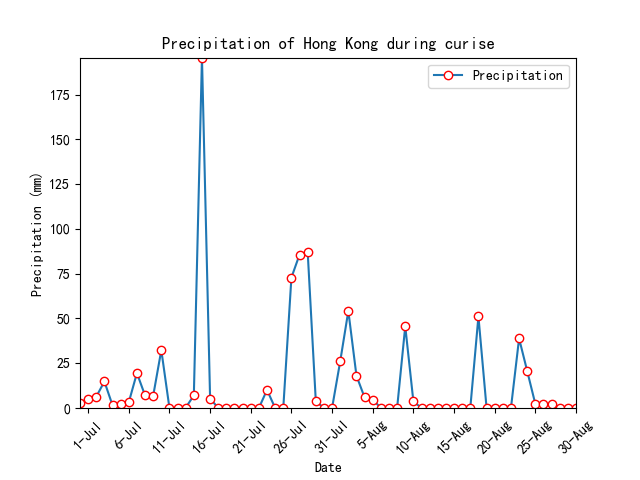 Precipitation of Hong Kong during curise
Precipitation
Precipitation (mm)
175
150
125
100
75
50
25
0
1-Jul 6-Jul 11-Jul 16-Jul 21-Jul 26-Jul 31-Jul 5-Aug 10-Aug 15-Aug 20-Aug 25-Aug 30-Aug
Date